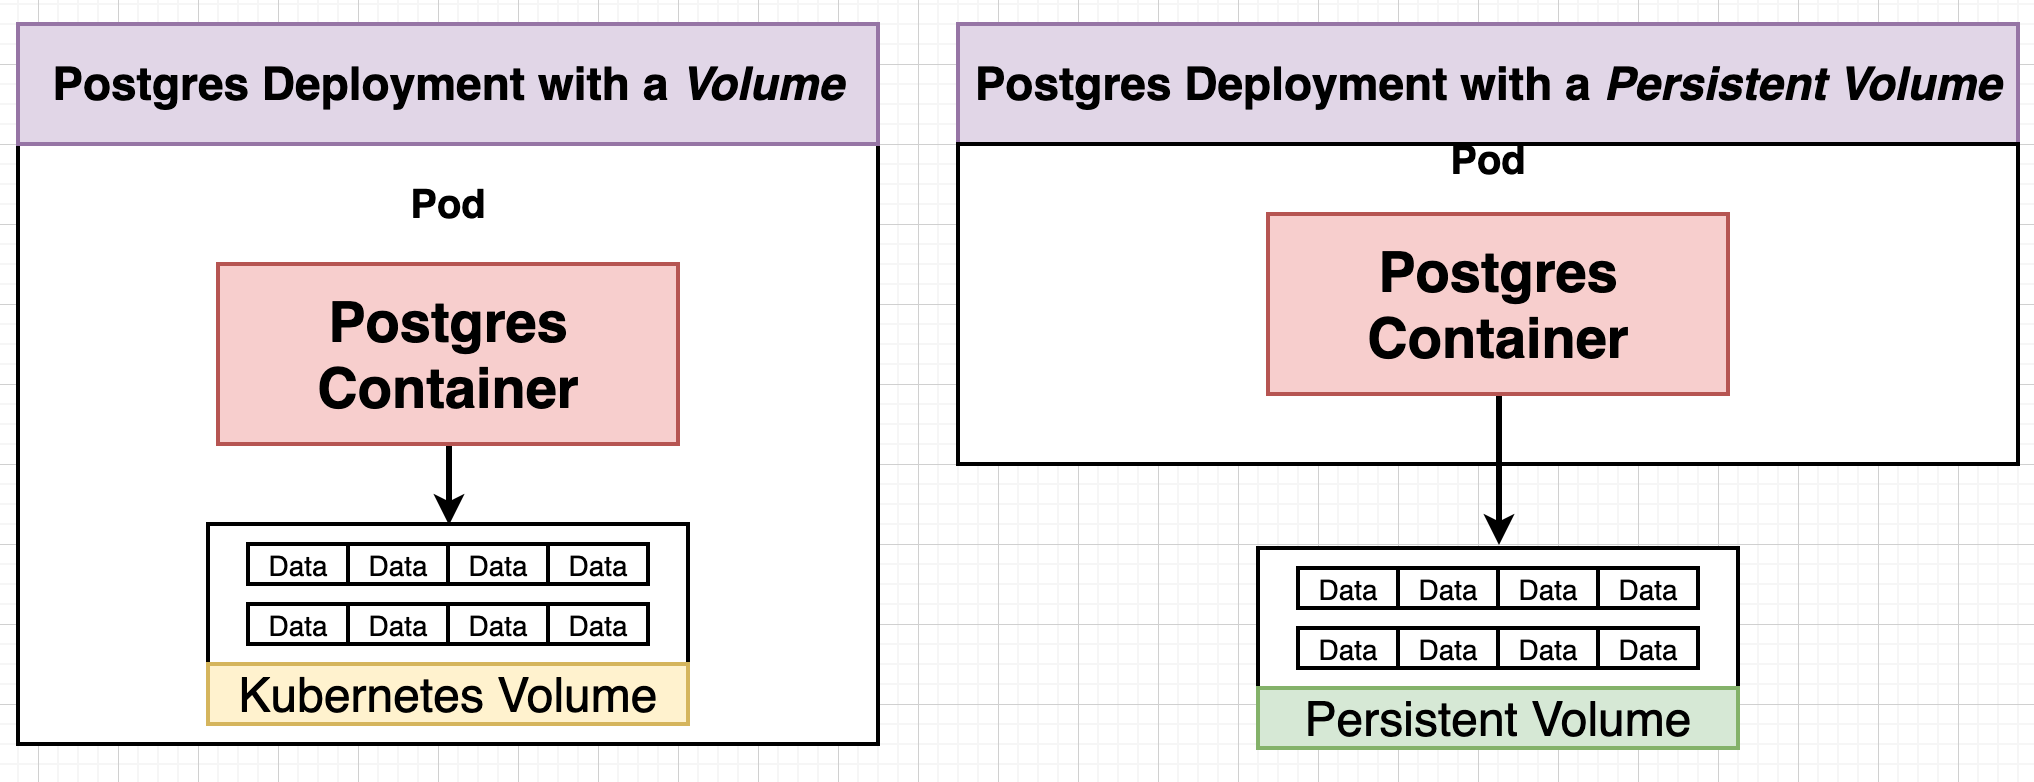 Postgres Deployment with a Volume
Pod
Postgres
Container
Data Data Data Data
Data Data Data Data
Kubernetes Volume
Postgres Deployment with a Persistent Volume
Pod
Postgres
Container
Data Data Data Data
Data Data Data Data
Persistent Volume